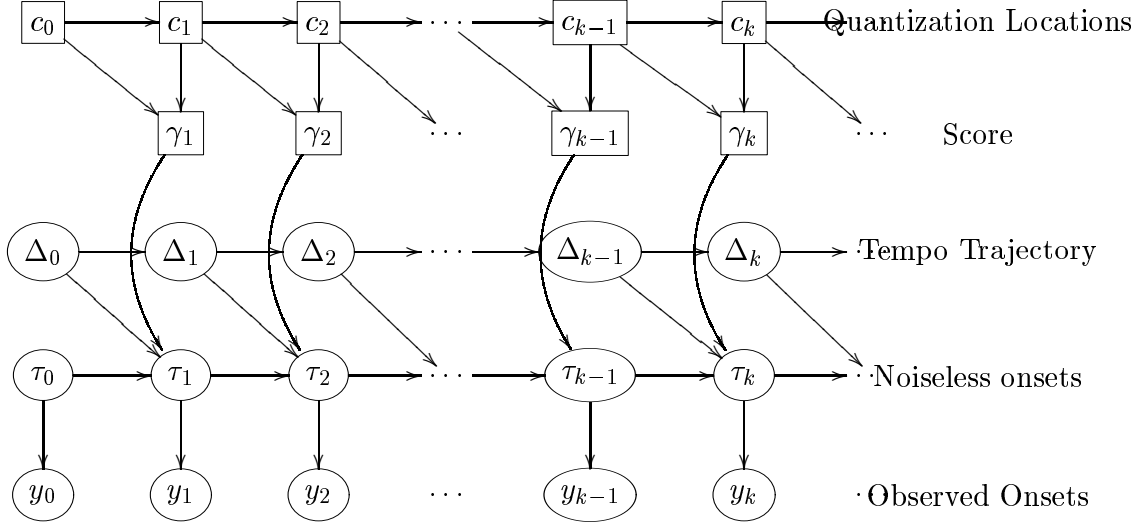 c₀ c₁ c₂ ··· cₖ₋₁ cₖ ··· Quantization Locations
γ₁ γ₂ ··· γₖ₋₁ γₖ ··· Score
Δ₀ Δ₁ Δ₂ ··· Δₖ₋₁ Δₖ ··· Tempo Trajectory
τ₀ τ₁ τ₂ ··· τₖ₋₁ τₖ ··· Noiseless onsets
y₀ y₁ y₂ ··· yₖ₋₁ yₖ ··· Observed Onsets